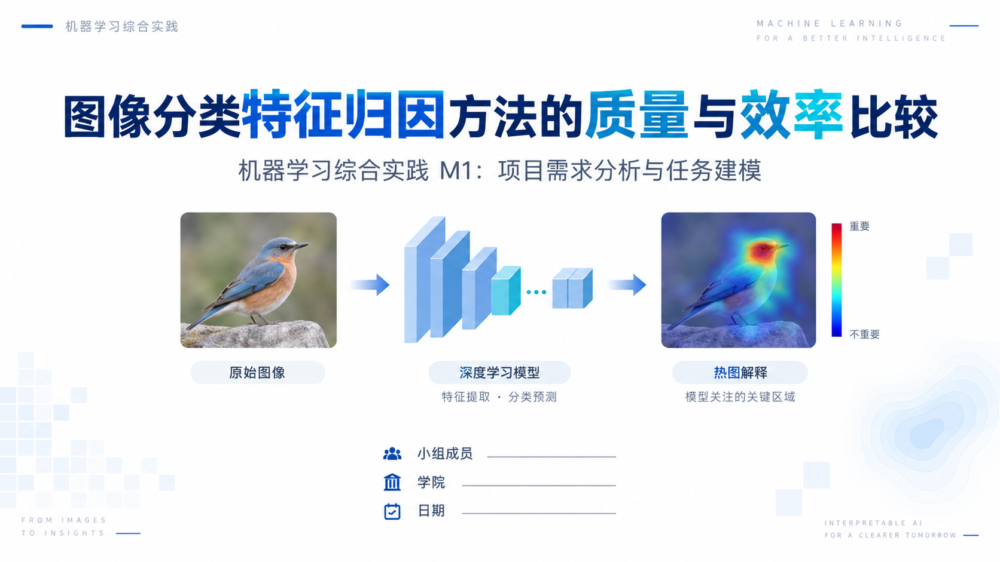 机器学习综合实践
MACHINE LEARNING
FOR A BETTER INTELLIGENCE
图像分类特征归因方法的质量与效率比较
机器学习综合实践 M1：项目需求分析与任务建模
重要
不重要
原始图像
深度学习模型
热图解释
特征提取 · 分类预测
模型关注的关键区域
小组成员
学院
日期
FROM IMAGES
TO INSIGHTS
INTERPRETABLE AI
FOR A CLEARER TOMORROW